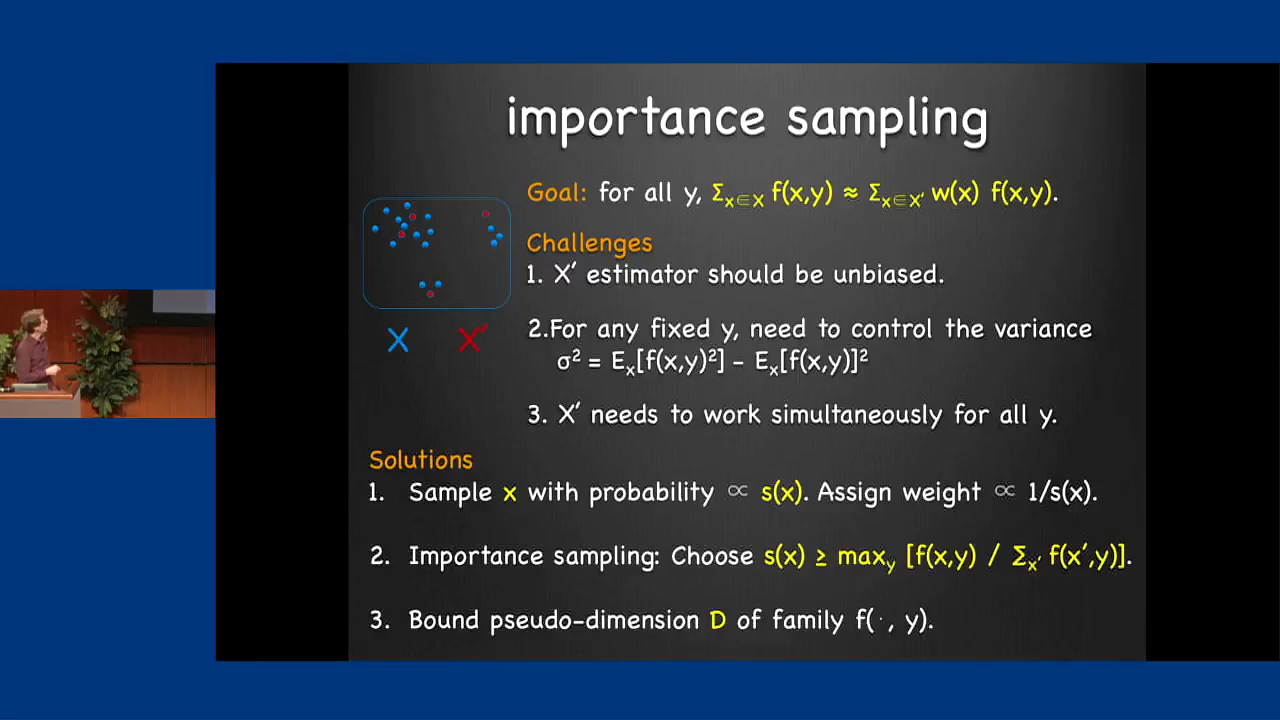 importance sampling
Goal: for all y, Σx∈X f(x,y) ≈ Σx∈X′ w(x) f(x,y).
Challenges
1. X′ estimator should be unbiased.
2.For any fixed y, need to control the variance
σ² = Ex[f(x,y)²] – Ex[f(x,y)]²
3. X′ needs to work simultaneously for all y.
X X′
Solutions
1. Sample x with probability ∝ s(x). Assign weight ∝ 1/s(x).
2. Importance sampling: Choose s(x) ≥ maxy [f(x,y) / Σx′ f(x′,y)].
3. Bound pseudo-dimension D of family f( · , y).